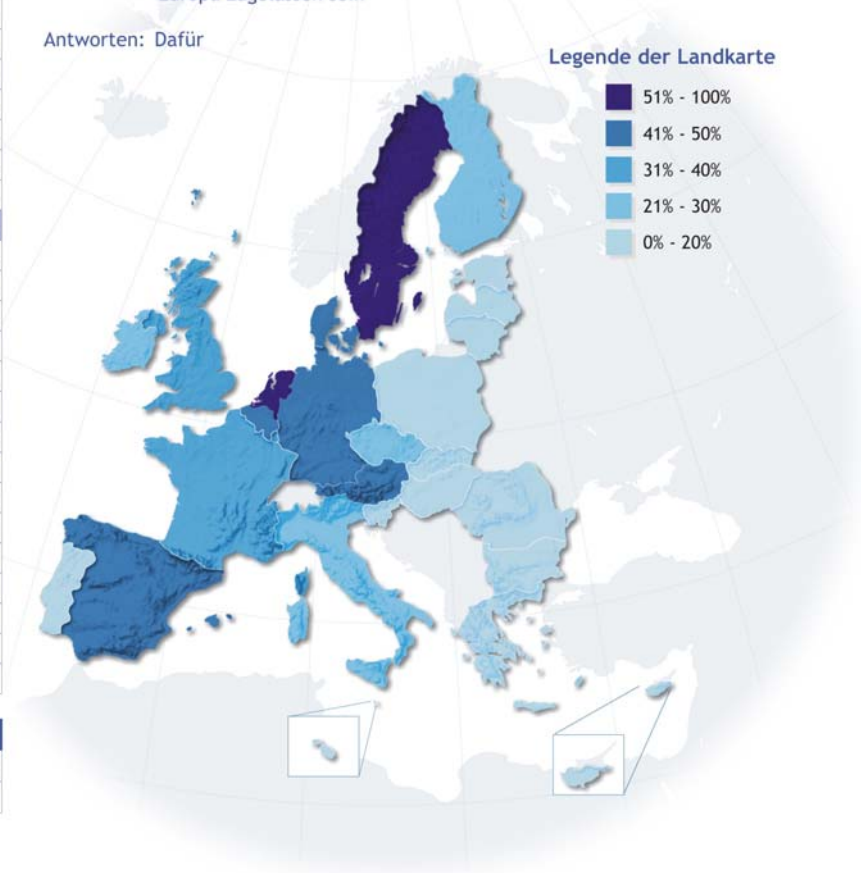 Antworten: Dafür
Legende der Landkarte
51% - 100%
41% - 50%
31% - 40%
21% - 30%
0% - 20%